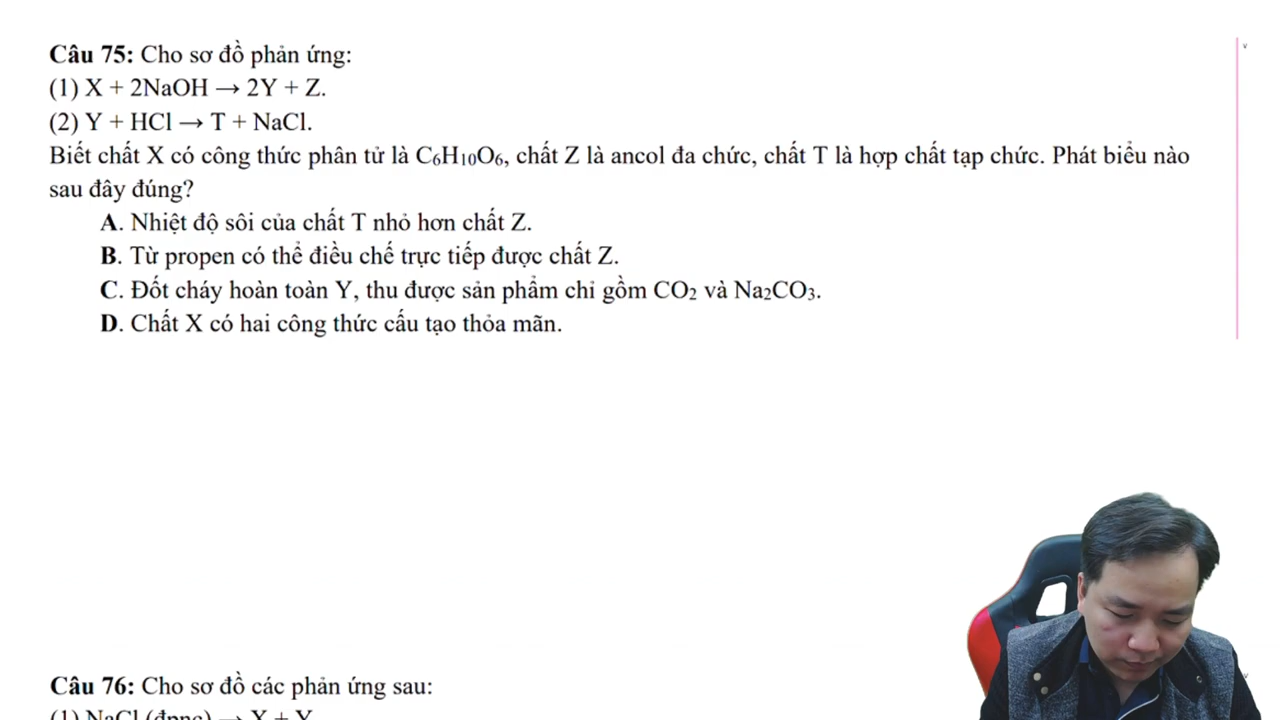 Câu 75: Cho sơ đồ phản ứng:
(1) X + 2NaOH → 2Y + Z.
(2) Y + HCl → T + NaCl.
Biết chất X có công thức phân tử là C₆H₁₀O₆, chất Z là ancol đa chức, chất T là hợp chất tạp chức. Phát biểu nào
sau đây đúng?
A. Nhiệt độ sôi của chất T nhỏ hơn chất Z.
B. Từ propen có thể điều chế trực tiếp được chất Z.
C. Đốt cháy hoàn toàn Y, thu được sản phẩm chỉ gồm CO₂ và Na₂CO₃.
D. Chất X có hai công thức cấu tạo thỏa mãn.
Câu 76: Cho sơ đồ các phản ứng sau:
(1) NaCl (đpnc) → X + Y